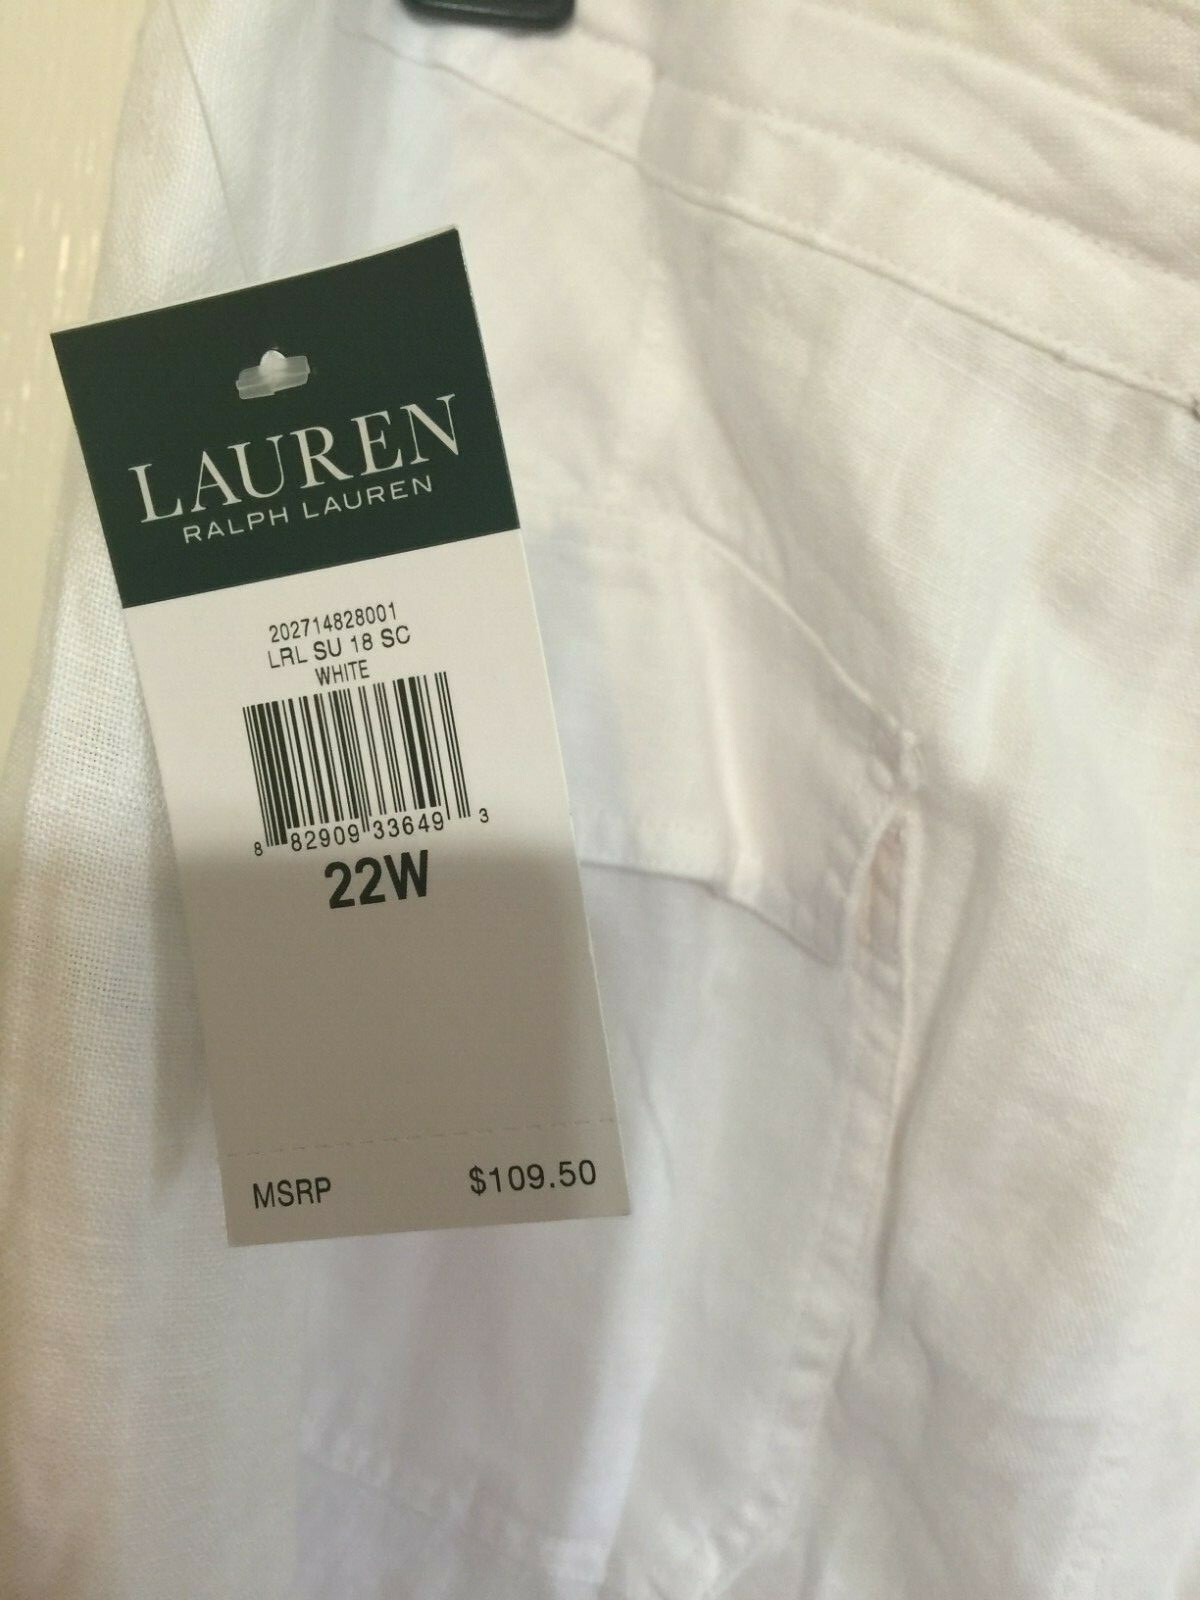 LAUREN
RALPH LAUREN
202714828001
LRL SU 18 SC
WHITE
8 82909 33649 3
22W
MSRP $109.50